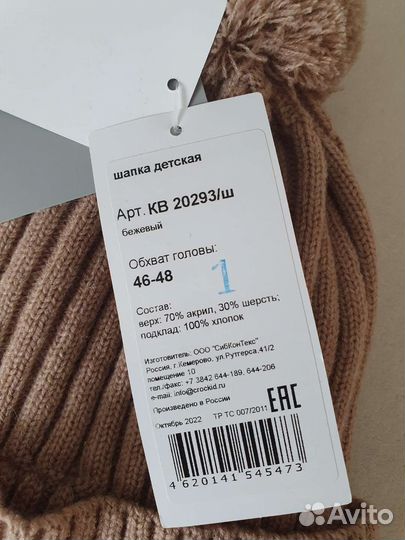 шапка детская
Арт. КВ 20293/ш
бежевый
Обхват головы:
46-48
1
Состав:
верх: 70% акрил, 30% шерсть;
подклад: 100% хлопок
Изготовитель: ООО "СибКонТекс"
Россия, г.Кемерово, ул.Рутгерса,41/2
помещение 10
тел./факс: +7 3842 644-189, 644-206
e-mail: info@crockid.ru
Произведено в России
Октябрь 2022 ТР ТС 007/2011
EAC
4 620141 545473
Avito